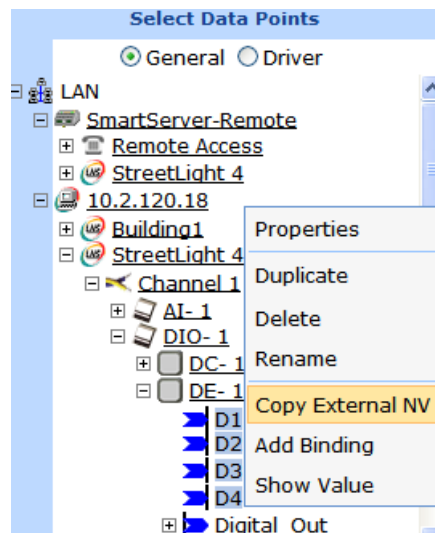 Select Data Points
General Driver
LAN
SmartServer-Remote
Remote Access
StreetLight 4
10.2.120.18
Building1
StreetLight 4
Channel 1
AI- 1
DIO- 1
DC- 1
DE- 1
D1
D2
D3
D4
Digital_Out
Properties
Duplicate
Delete
Rename
Copy External NV
Add Binding
Show Value